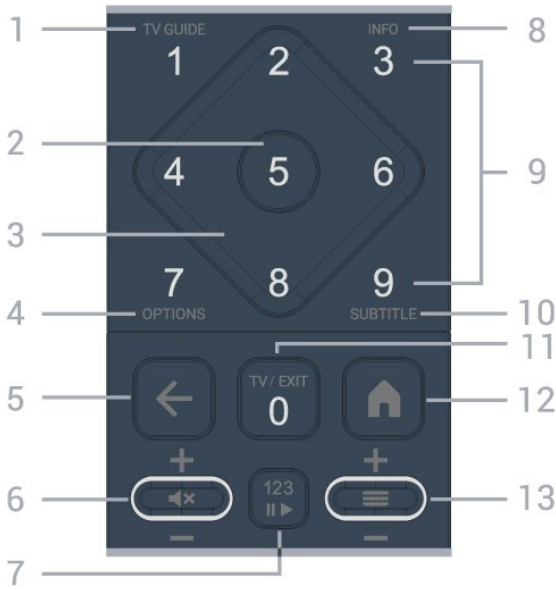 1 TV GUIDE INFO 8
1 2 3
2 9
4 5 6
3
7 8 9
4 OPTIONS SUBTITLE 10
11
TV / EXIT
5 0 12
+ +
6 13
123
− −
7